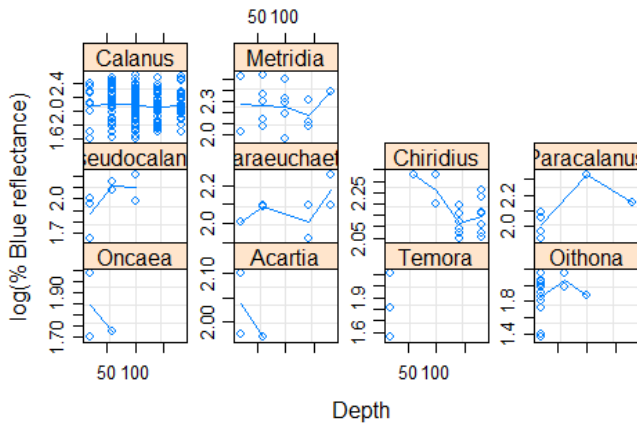 50 100
Calanus
Metridia
1.6 2.0 2.4
2.0 2.3
seudocalan
araeuchaet
Chiridius
Paracalanus
1.7 2.0
2.0 2.2
2.05 2.25
2.0 2.2
Oncaea
Acartia
Temora
Oithona
1.70 1.90
2.00 2.10
1.6 1.9
1.4 1.8
50 100
50 100
log(% Blue reflectance)
Depth